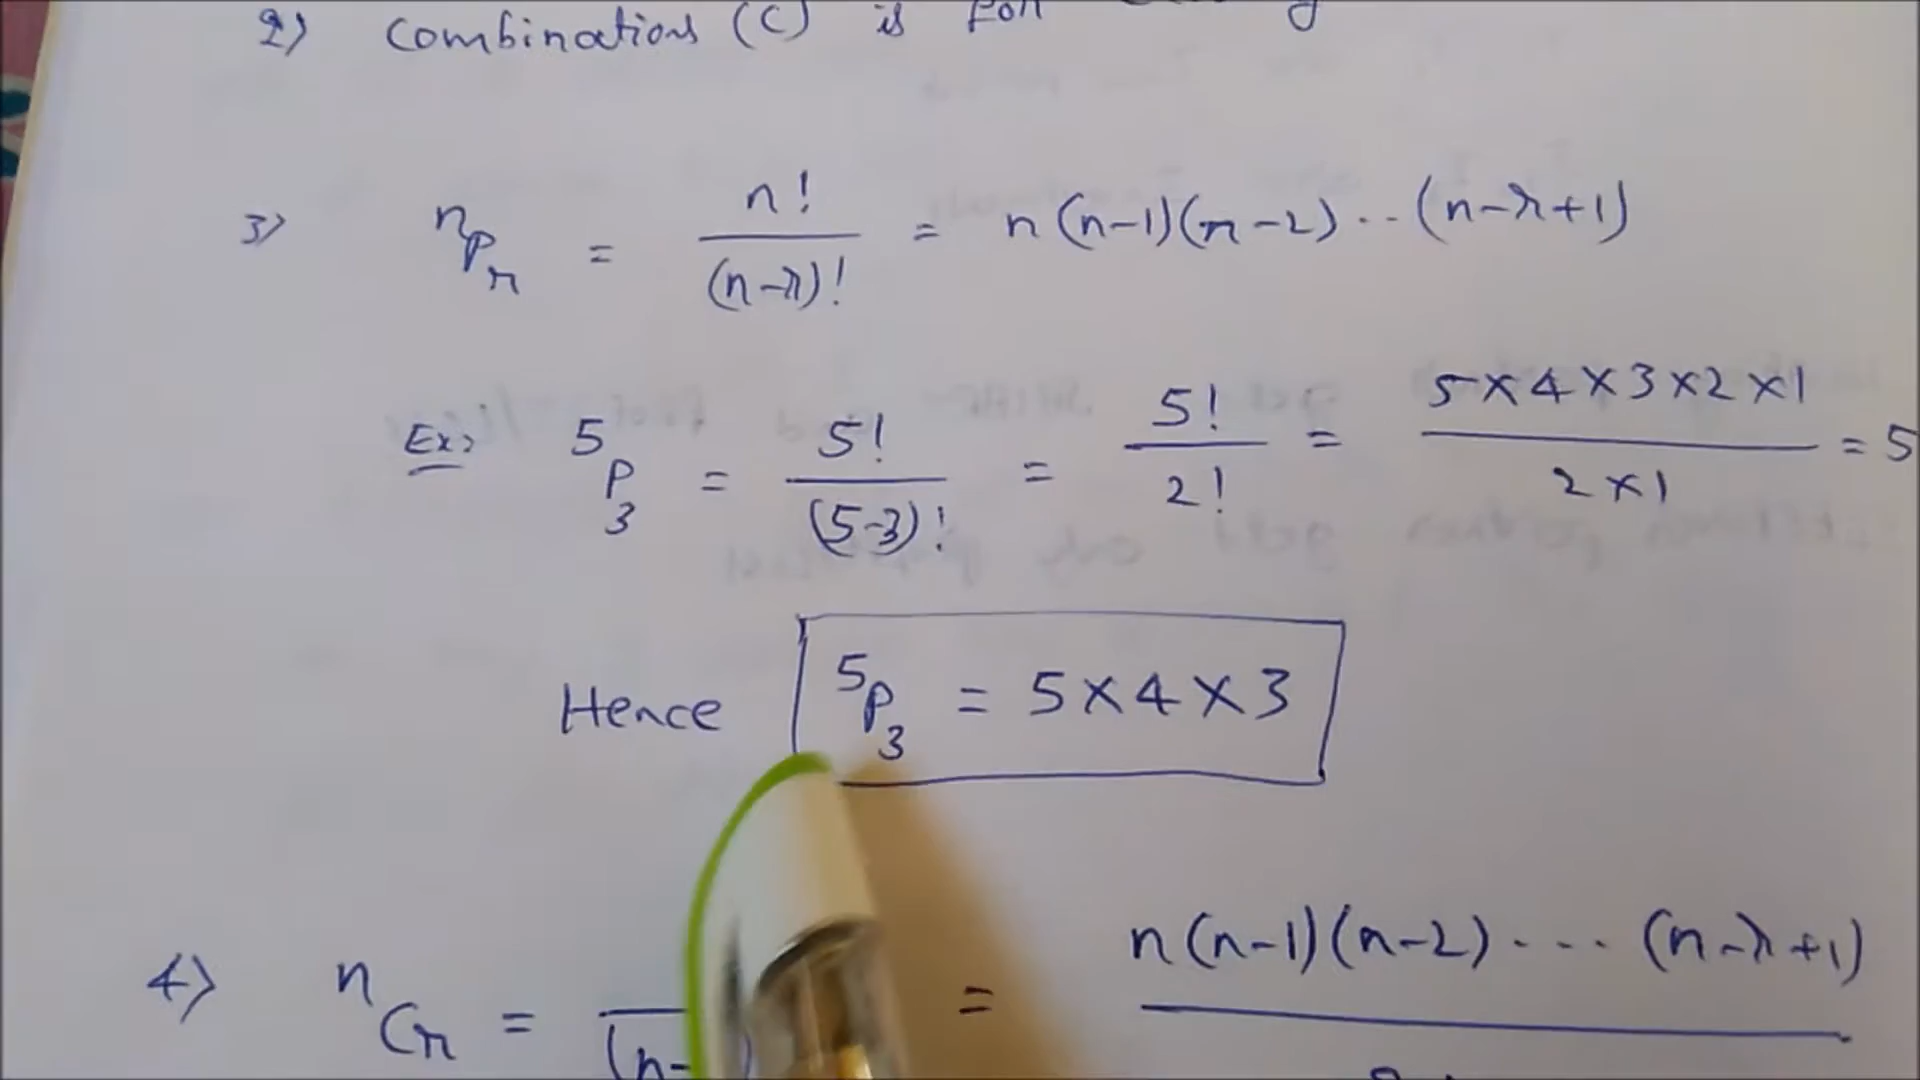 2) Combinations (C) is for
3) nPr = n! / (n-r)! = n(n-1)(n-2)..(n-r+1)
Ex: 5P3 = 5! / (5-3)! = 5! / 2! = 5×4×3×2×1 / 2×1 = 5
Hence 5P3 = 5×4×3
4) nCr = (n- = n(n-1)(n-2)....(n-r+1)